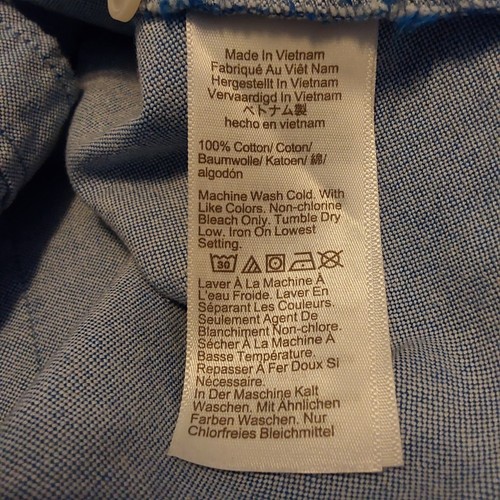 Made In Vietnam
Fabriqué Au Viêt Nam
Hergestellt In Vietnam
Vervaardigd In Vietnam
ベトナム製
hecho en vietnam
100% Cotton/ Coton/
Baumwolle/ Katoen/ 綿/
algodón
Machine Wash Cold. With
Like Colors. Non-chlorine
Bleach Only. Tumble Dry
Low. Iron On Lowest
Setting.
30
Laver À La Machine À
L'eau Froide. Laver En
Séparant Les Couleurs.
Seulement Agent De
Blanchiment Non-chlore.
Sécher À La Machine À
Basse Température.
Repasser À Fer Doux Si
Nécessaire.
In Der Maschine Kalt
Waschen. Mit Ähnlichen
Farben Waschen. Nur
Chlorfreies Bleichmittel